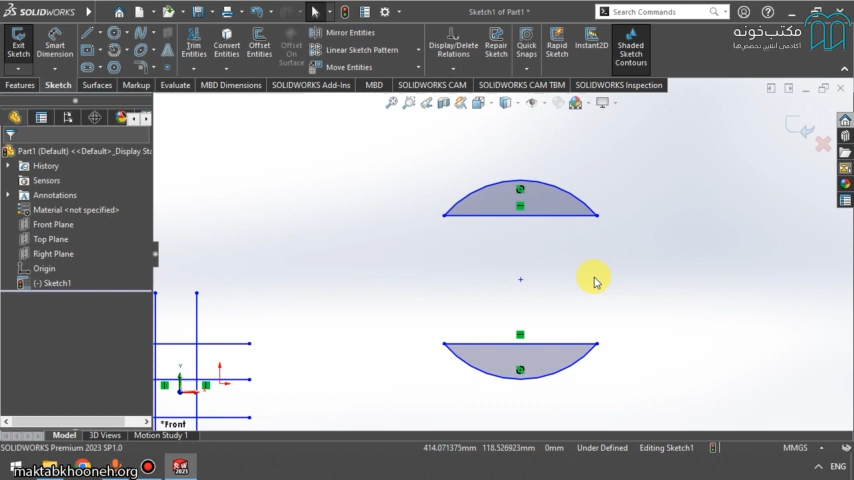 SOLIDWORKS
Sketch1 of Part1 *
Search Commands
مکتب‌خونه
آکادمی آنلاین تخصص‌ها
Exit Sketch
Smart Dimension
Trim Entities
Convert Entities
Offset Entities
Offset On Surface
Mirror Entities
Linear Sketch Pattern
Move Entities
Display/Delete Relations
Repair Sketch
Quick Snaps
Rapid Sketch
Instant2D
Shaded Sketch Contours
Features
Sketch
Surfaces
Markup
Evaluate
MBD Dimensions
SOLIDWORKS Add-Ins
MBD
SOLIDWORKS CAM
SOLIDWORKS CAM TBM
SOLIDWORKS Inspection
Part1 (Default) <<Default>_Display Sta
History
Sensors
Annotations
Material <not specified>
Front Plane
Top Plane
Right Plane
Origin
(-) Sketch1
Y
*Front
Model
3D Views
Motion Study 1
SOLIDWORKS Premium 2023 SP1.0
414.071375mm
118.526923mm
0mm
Under Defined
Editing Sketch1
MMGS
maktabkhooneh.org
2023
ENG